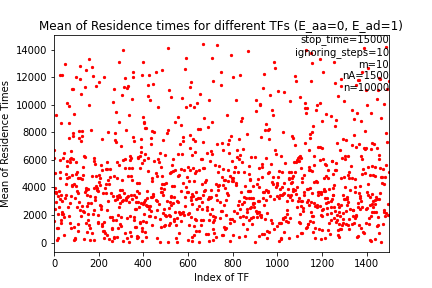 Mean of Residence times for different TFs (E_aa=0, E_ad=1)
stop_time=15000
ignoring_steps=10
m=10
nA=1500
n=10000
Mean of Residence Times
14000
12000
10000
8000
6000
4000
2000
0
0 200 400 600 800 1000 1200 1400
Index of TF